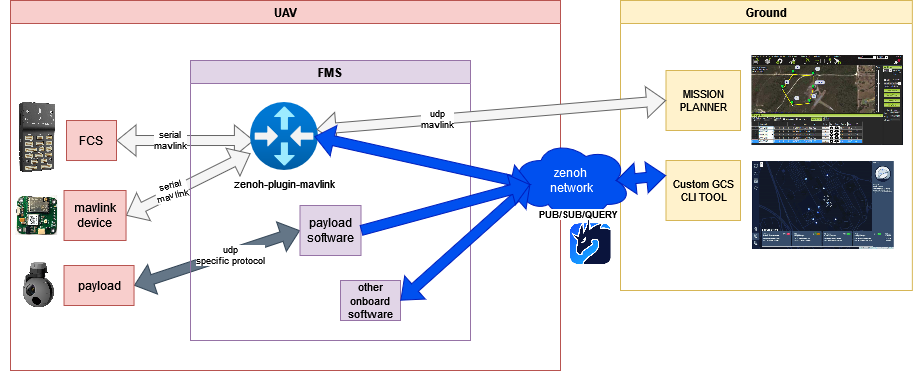 UAV
Ground
FMS
FCS
serial
mavlink
udp
mavlink
MISSION
PLANNER
zenoh-plugin-mavlink
serial
mavlink
mavlink
device
zenoh
network
Custom GCS
CLI TOOL
PUB/SUB/QUERY
payload
software
udp
specific protocol
payload
other
onboard
software